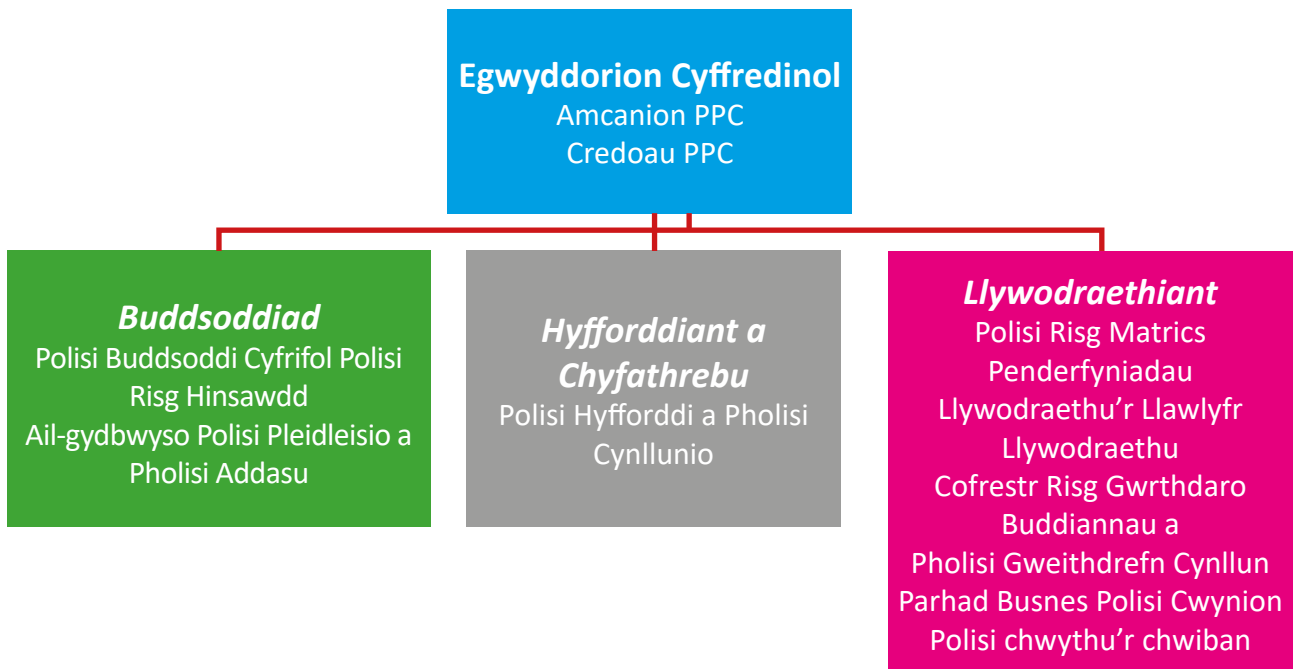 Egwyddorion Cyffredinol
Amcanion PPC
Credoau PPC
Buddsoddiad
Polisi Buddsoddi Cyfrifol Polisi
Risg Hinsawdd
Ail-gydbwyso Polisi Pleidleisio a
Pholisi Addasu
Hyfforddiant a
Chyfathrebu
Polisi Hyfforddi a Pholisi
Cynllunio
Llywodraethiant
Polisi Risg Matrics
Penderfyniadau
Llywodraethu’r Llawlyfr
Llywodraethu
Cofrestr Risg Gwrthdaro
Buddiannau a
Pholisi Gweithdrefn Cynllun
Parhad Busnes Polisi Cwynion
Polisi chwythu’r chwiban